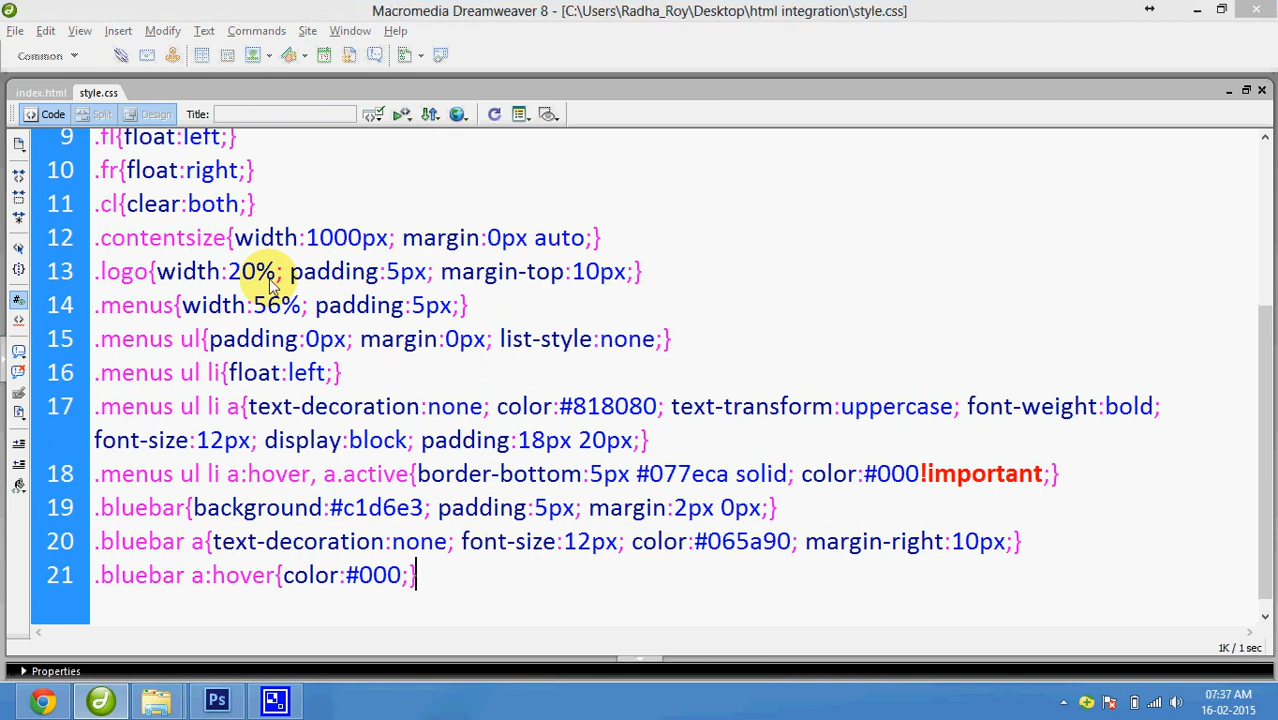 Macromedia Dreamweaver 8 - [C:\Users\Radha_Roy\Desktop\html integration\style.css]
File Edit View Insert Modify Text Commands Site Window Help
Common
index.html style.css
Code Split Design Title:
9 .fl{float:left;}
10 .fr{float:right;}
11 .cl{clear:both;}
12 .contentsize{width:1000px; margin:0px auto;}
13 .logo{width:20%; padding:5px; margin-top:10px;}
14 .menus{width:56%; padding:5px;}
15 .menus ul{padding:0px; margin:0px; list-style:none;}
16 .menus ul li{float:left;}
17 .menus ul li a{text-decoration:none; color:#818080; text-transform:uppercase; font-weight:bold;
font-size:12px; display:block; padding:18px 20px;}
18 .menus ul li a:hover, a.active{border-bottom:5px #077eca solid; color:#000!important;}
19 .bluebar{background:#c1d6e3; padding:5px; margin:2px 0px;}
20 .bluebar a{text-decoration:none; font-size:12px; color:#065a90; margin-right:10px;}
21 .bluebar a:hover{color:#000;}
1K / 1 sec
Properties
Ps
07:37 AM
16-02-2015